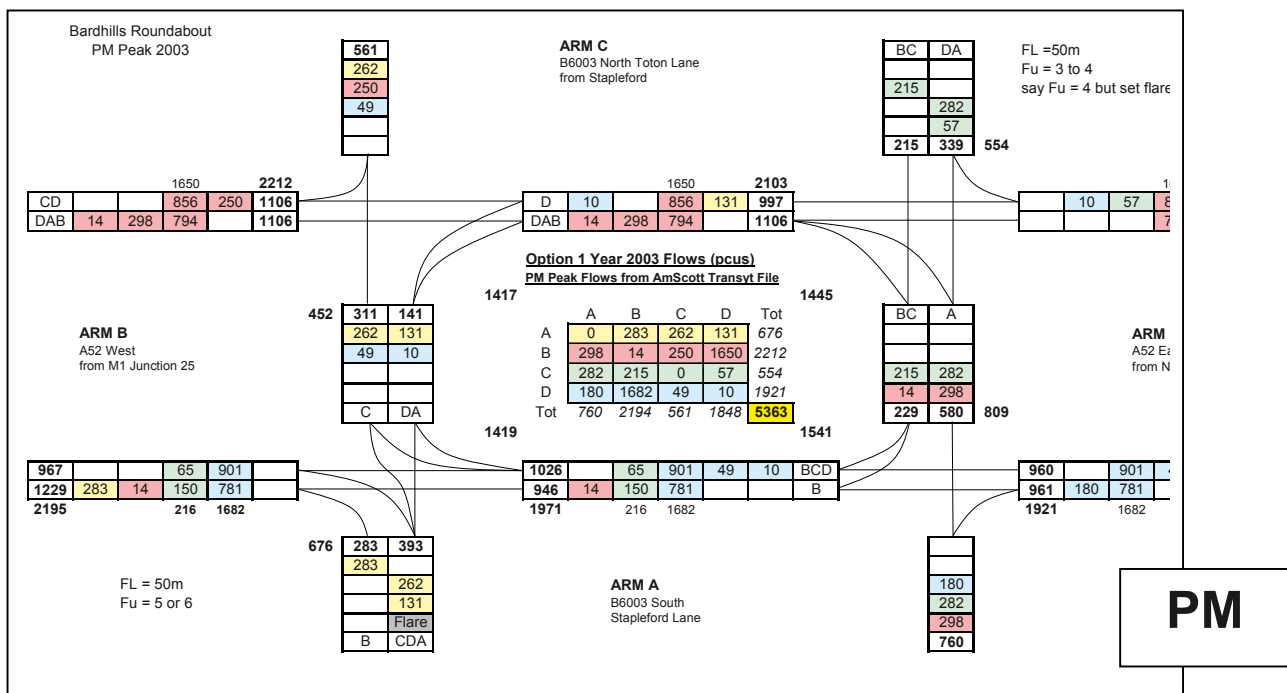 Bardhills Roundabout
PM Peak 2003
561
262
250
49
ARM C
B6003 North Toton Lane
from Stapleford
BC DA
215
282
57
215 339 554
FL =50m
Fu = 3 to 4
say Fu = 4 but set flare
1650 2212
CD 856 250 1106
DAB 14 298 794 1106
1650 2103
D 10 856 131 997
DAB 14 298 794 1106
10 57
Option 1 Year 2003 Flows (pcus)
PM Peak Flows from AmScott Transyt File
1417 1445
A B C D Tot
A 0 283 262 131 676
B 298 14 250 1650 2212
C 282 215 0 57 554
D 180 1682 49 10 1921
Tot 760 2194 561 1848 5363
1419 1541
ARM B
A52 West
from M1 Junction 25
452 311 141
262 131
49 10
C DA
BC A
215 282
14 298
229 580 809
ARM
A52
from N
967 65 901
1229 283 14 150 781
2195 216 1682
1026 65 901 49 10 BCD
946 14 150 781 B
1971 216 1682
960 901
961 180 781
1921 1682
FL = 50m
Fu = 5 or 6
676 283 393
283
262
131
Flare
B CDA
ARM A
B6003 South
Stapleford Lane
180
282
298
760
PM